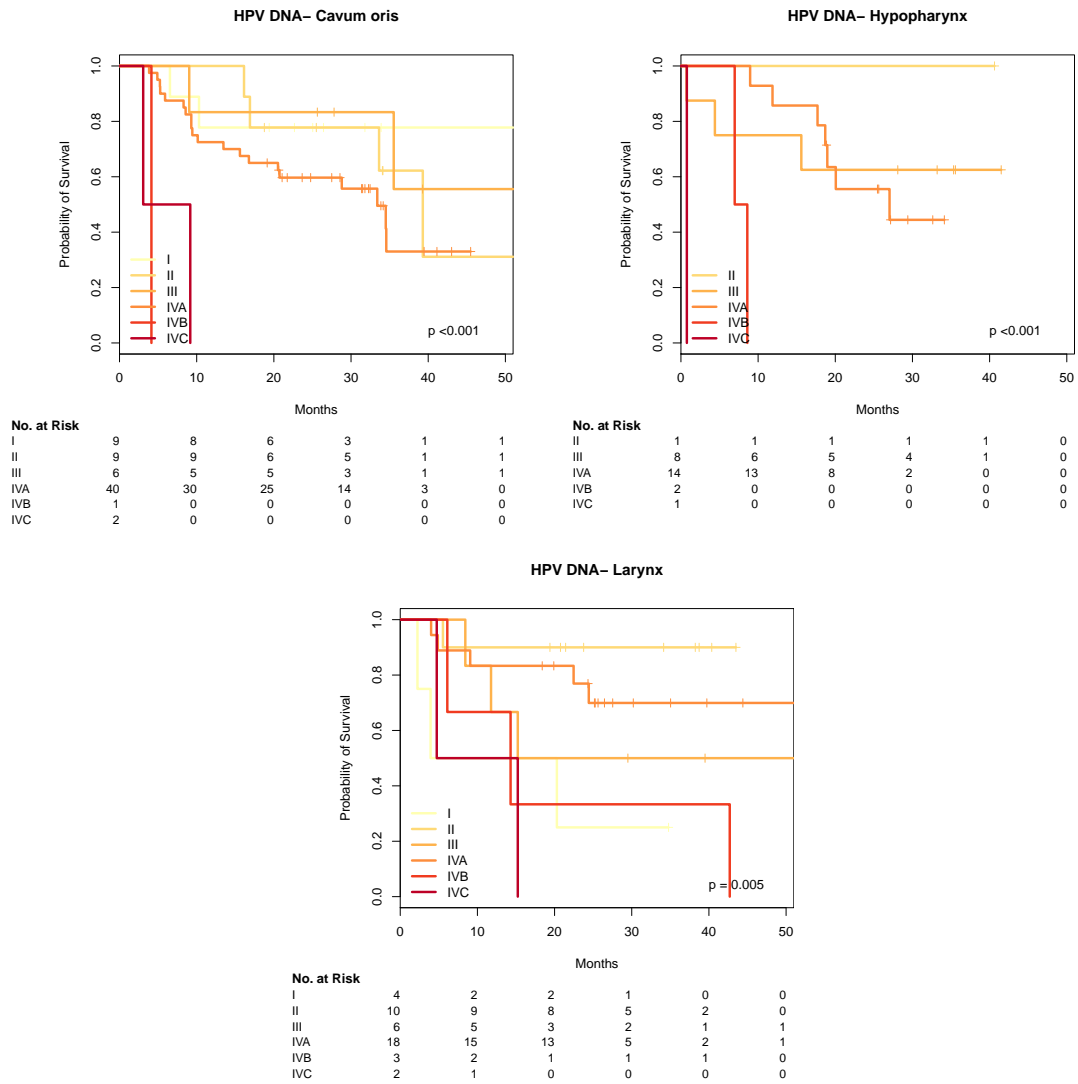 HPV DNA− Cavum oris
Probability of Survival
1.0
0.8
0.6
0.4
0.2
0.0
I
II
III
IVA
IVB
IVC
p <0.001
0 10 20 30 40 50
Months
No. at Risk
I 9 8 6 3 1 1
II 9 9 6 5 1 1
III 6 5 5 3 1 1
IVA 40 30 25 14 3 0
IVB 1 0 0 0 0 0
IVC 2 0 0 0 0 0
HPV DNA− Hypopharynx
Probability of Survival
1.0
0.8
0.6
0.4
0.2
0.0
II
III
IVA
IVB
IVC
p <0.001
0 10 20 30 40 50
Months
No. at Risk
II 1 1 1 1 1 0
III 8 6 5 4 1 0
IVA 14 13 8 2 0 0
IVB 2 0 0 0 0 0
IVC 1 0 0 0 0 0
HPV DNA− Larynx
Probability of Survival
1.0
0.8
0.6
0.4
0.2
0.0
I
II
III
IVA
IVB
IVC
p = 0.005
0 10 20 30 40 50
Months
No. at Risk
I 4 2 2 1 0 0
II 10 9 8 5 2 0
III 6 5 3 2 1 1
IVA 18 15 13 5 2 1
IVB 3 2 1 1 1 0
IVC 2 1 0 0 0 0